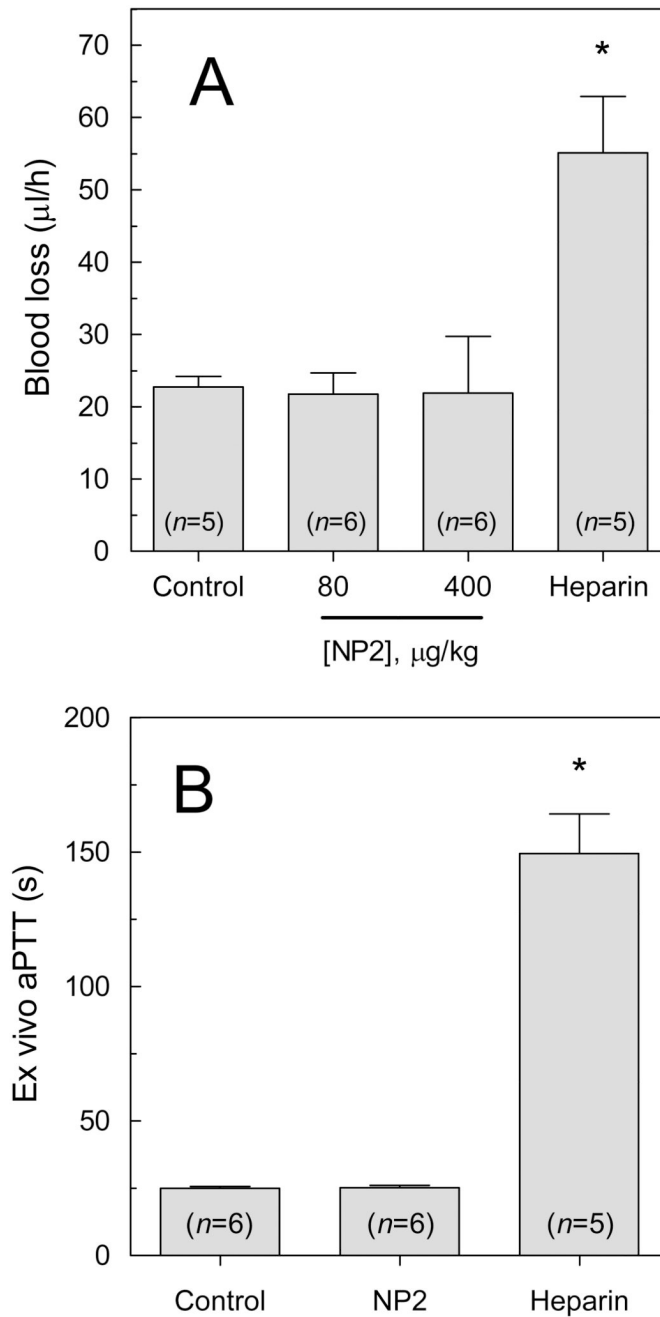 A
Blood loss (μl/h)
70
60
50
40
30
20
10
0
*
(n=5) (n=6) (n=6) (n=5)
Control 80 400 Heparin
[NP2], μg/kg
B
Ex vivo aPTT (s)
200
150
100
50
0
*
(n=6) (n=6) (n=5)
Control NP2 Heparin